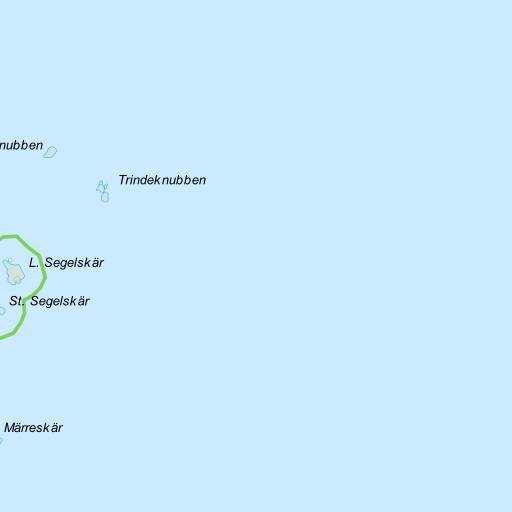 nubben
Trindeknubben
L. Segelskär
St. Segelskär
Märreskär